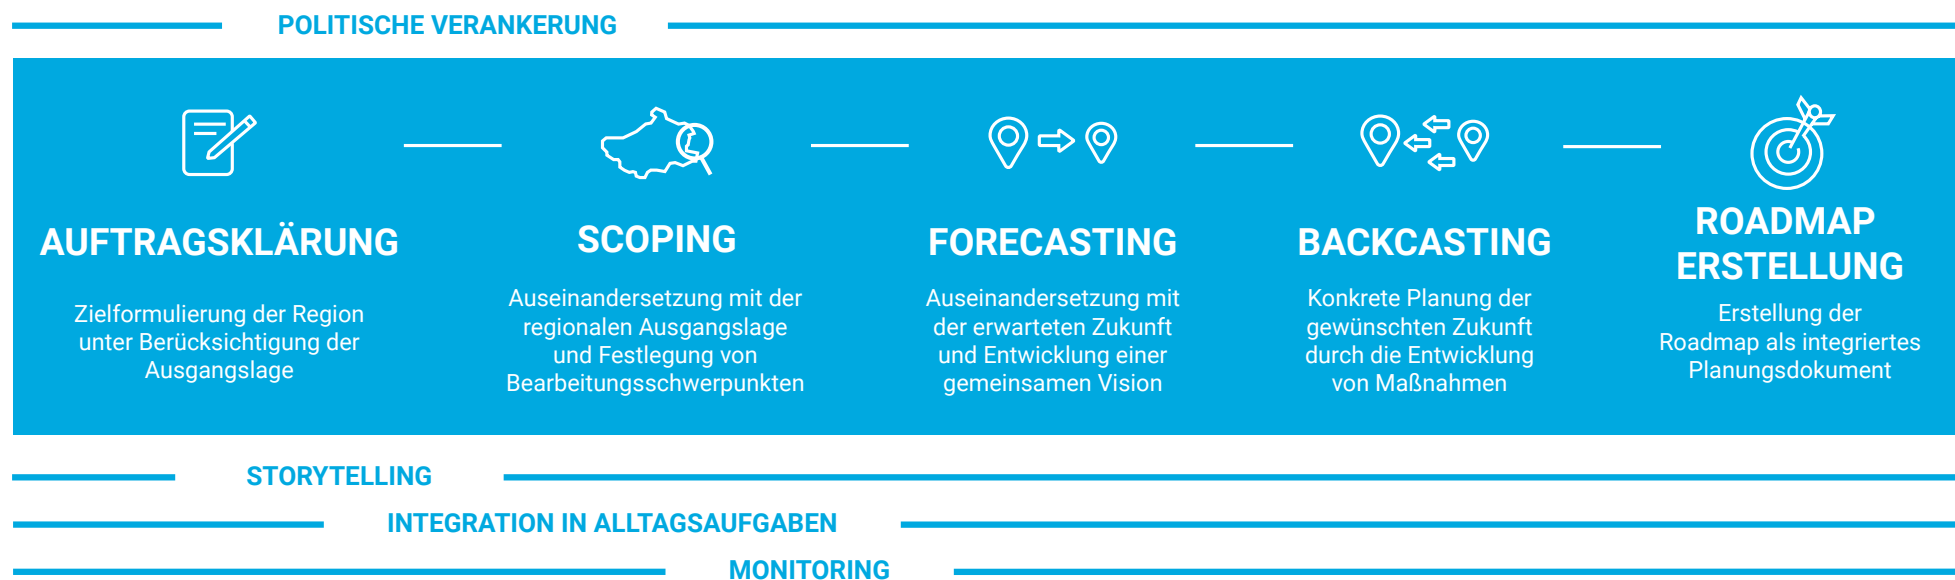 POLITISCHE VERANKERUNG
AUFTRAGSKLÄRUNG
Zielformulierung der Region
unter Berücksichtigung der
Ausgangslage
SCOPING
Auseinandersetzung mit der
regionalen Ausgangslage
und Festlegung von
Bearbeitungsschwerpunkten
FORECASTING
Auseinandersetzung mit
der erwarteten Zukunft
und Entwicklung einer
gemeinsamen Vision
BACKCASTING
Konkrete Planung der
gewünschten Zukunft
durch die Entwicklung
von Maßnahmen
ROADMAP
ERSTELLUNG
Erstellung der
Roadmap als integriertes
Planungsdokument
STORYTELLING
INTEGRATION IN ALLTAGSAUFGABEN
MONITORING